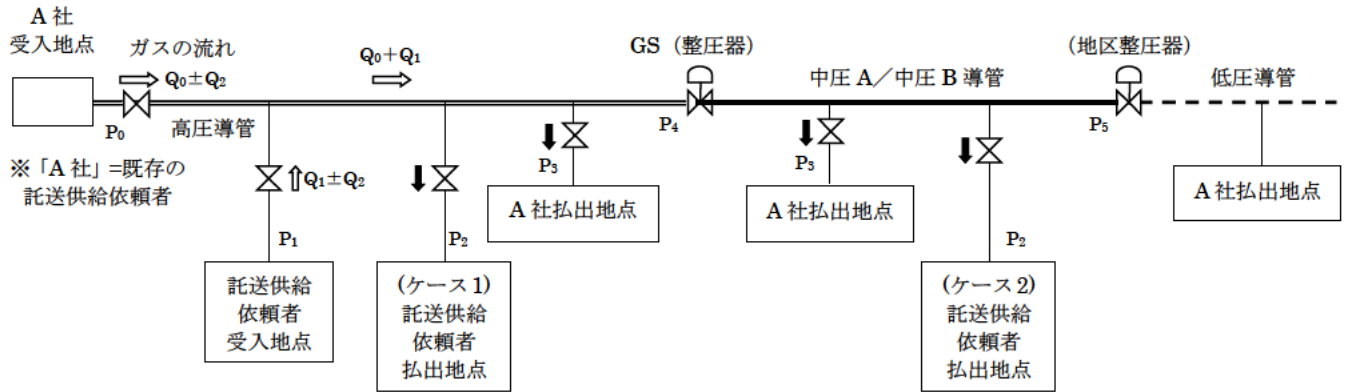 A 社
受入地点
ガスの流れ
Q₀±Q₂
Q₀＋Q₁
GS（整圧器）
（地区整圧器）
中圧 A／中圧 B 導管
低圧導管
P₀
高圧導管
P₄
P₅
※「A 社」=既存の
託送供給依頼者
Q₁±Q₂
P₃
A 社払出地点
P₃
A 社払出地点
A 社払出地点
P₁
P₂
P₂
託送供給
依頼者
受入地点
(ケース 1)
託送供給
依頼者
払出地点
(ケース 2)
託送供給
依頼者
払出地点